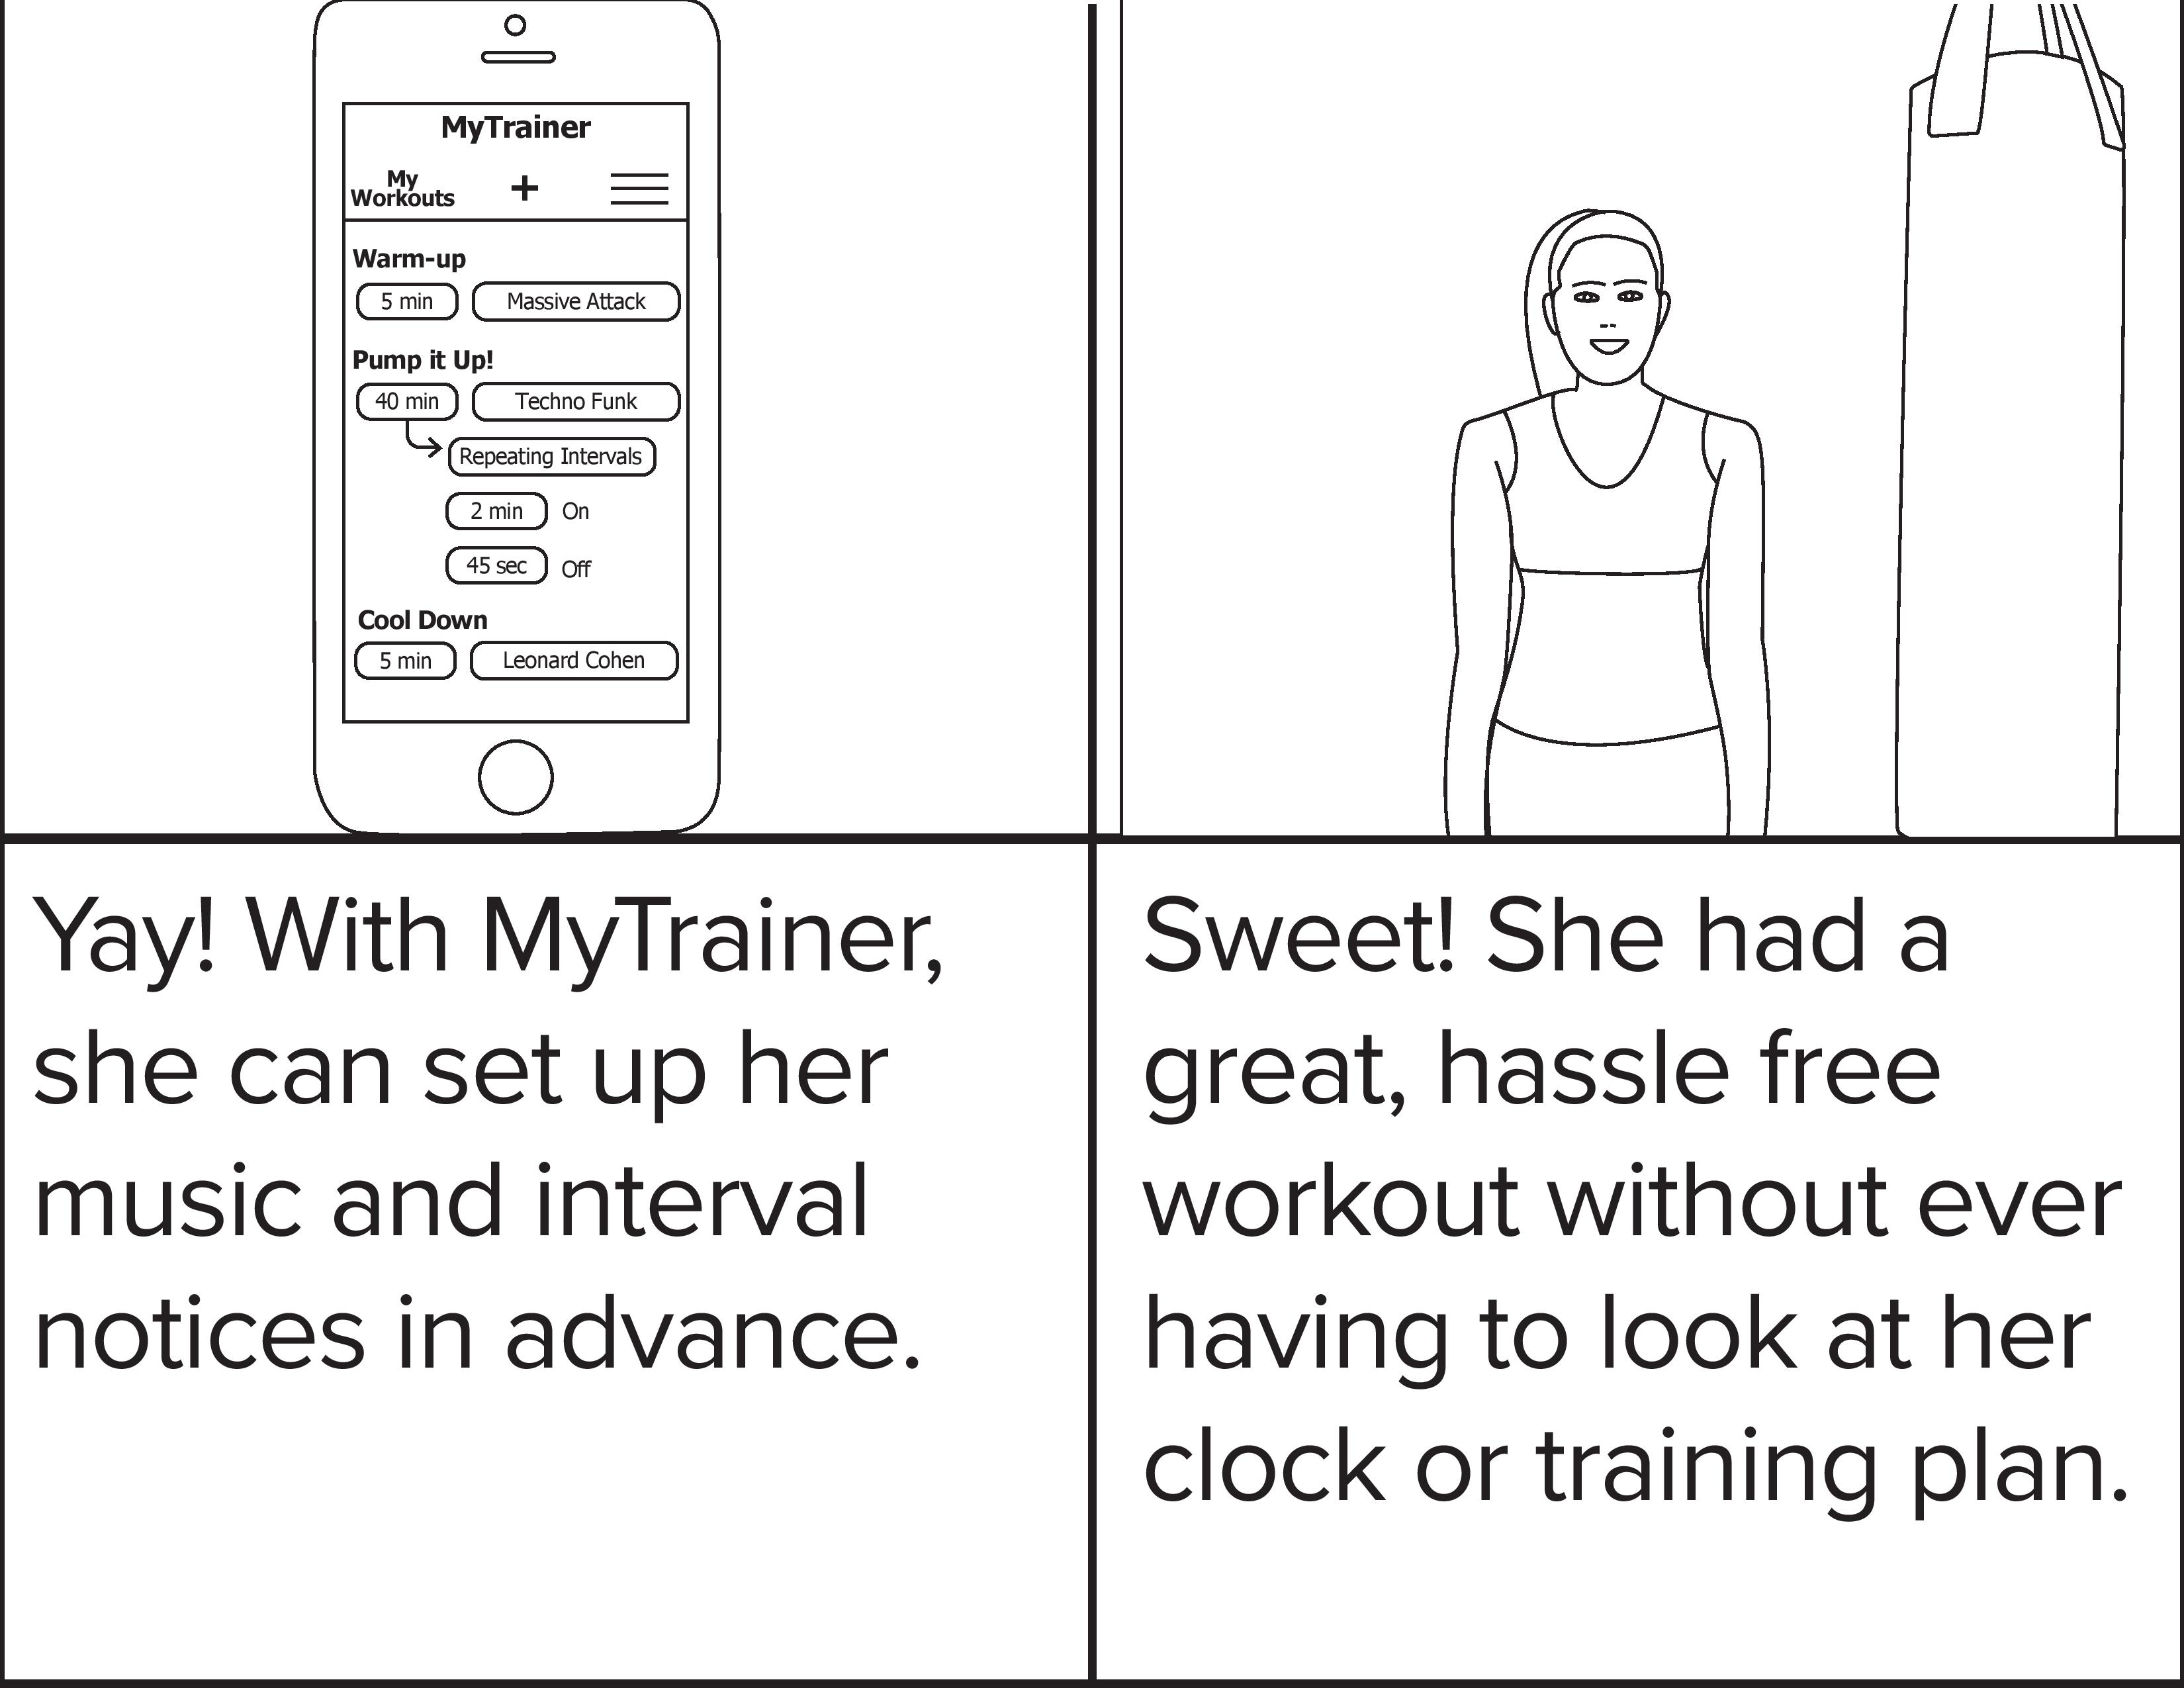 MyTrainer
My
Workouts
+
Warm-up
5 min Massive Attack
Pump it Up!
40 min Techno Funk
Repeating Intervals
2 min On
45 sec Off
Cool Down
5 min Leonard Cohen
Yay! With MyTrainer,
she can set up her
music and interval
notices in advance.
Sweet! She had a
great, hassle free
workout without ever
having to look at her
clock or training plan.